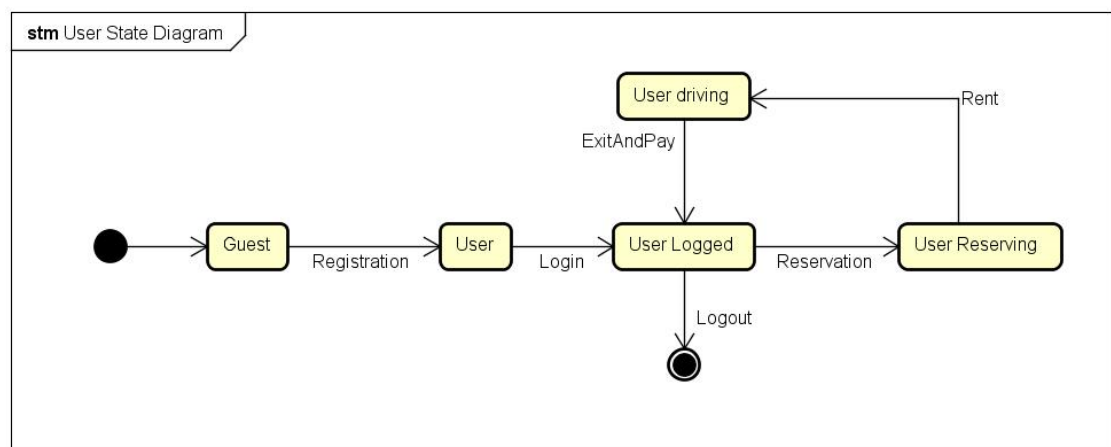 stm User State Diagram
User driving
Rent
ExitAndPay
Guest
User
User Logged
User Reserving
Registration
Login
Reservation
Logout